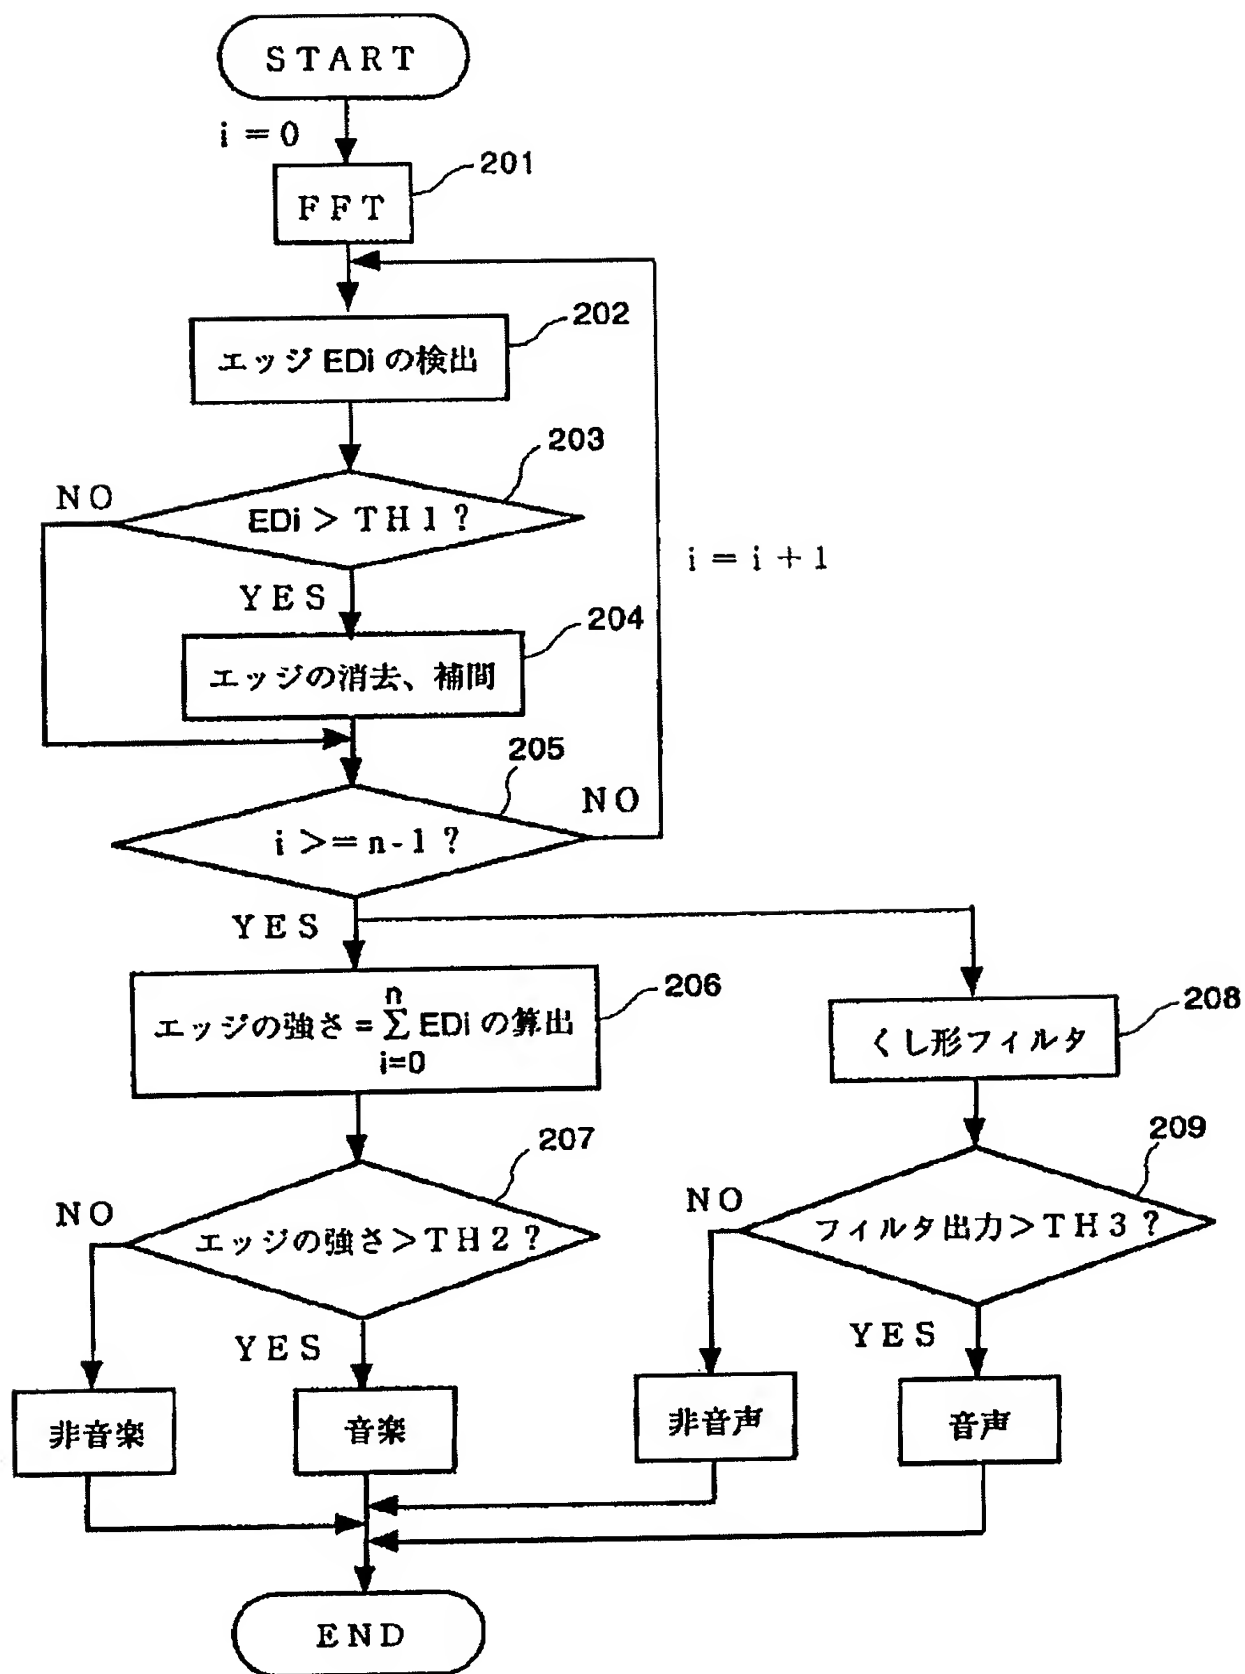 START
i = 0
201
FFT
202
エッジ EDi の検出
203
NO
EDi > TH1 ?
i = i + 1
YES
204
エッジの消去、補間
205
NO
i >= n-1 ?
YES
206
n
エッジの強さ = Σ EDi の算出
i=0
208
くし形フィルタ
207
209
NO
エッジの強さ > TH2 ?
NO
フィルタ出力 > TH3 ?
YES
YES
非音楽
音楽
非音声
音声
END